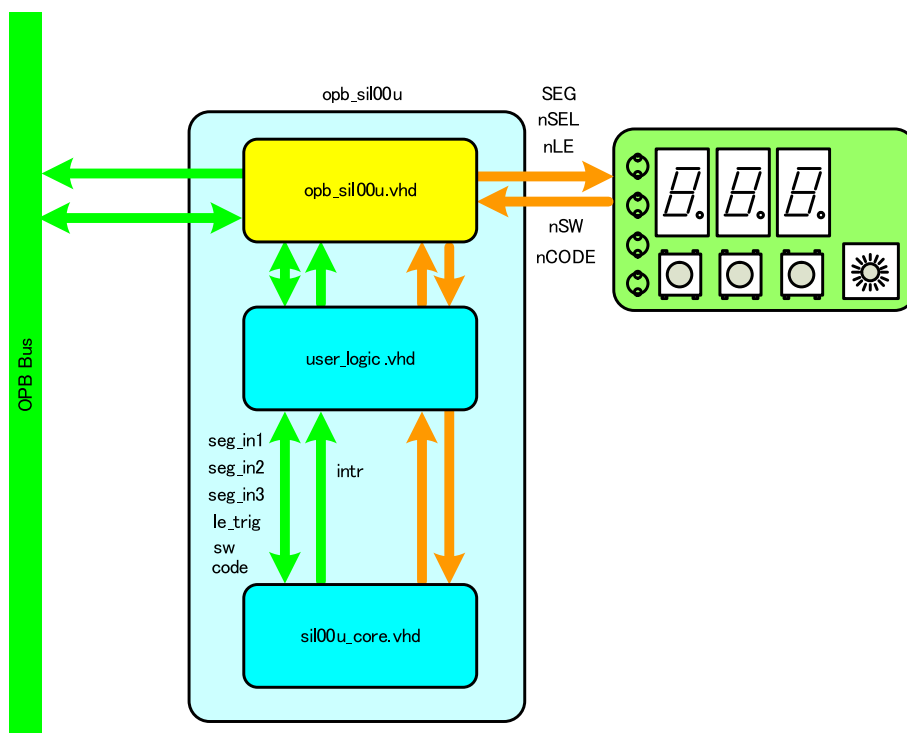 opb_sil00u
SEG
nSEL
nLE
opb_sil00u.vhd
nSW
nCODE
OPB Bus
user_logic.vhd
seg_in1
seg_in2
seg_in3
le_trig
sw
code
intr
sil00u_core.vhd